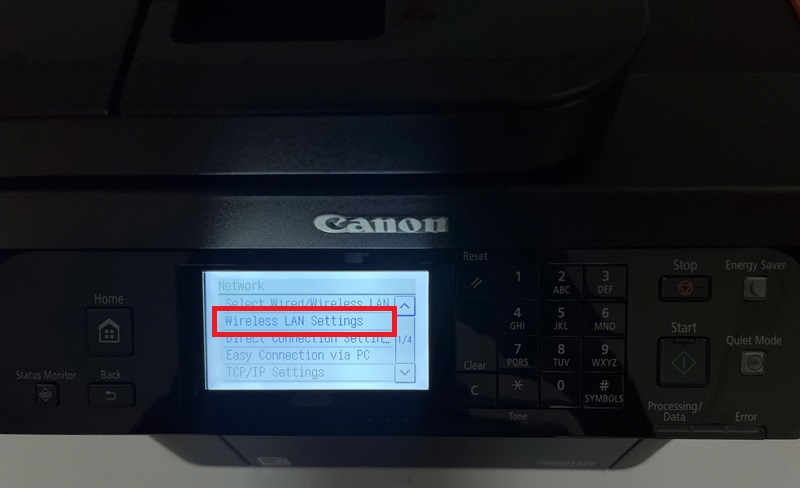 Canon
Network
Select Wired/Wireless LAN
Wireless LAN Settings
Direct Connection Settin...
1/4
Easy Connection via PC
TCP/IP Settings
Home
Status Monitor
Back
Reset
1
2 ABC
3 DEF
4 GHI
5 JKL
6 MNO
7 PQRS
8 TUV
9 WXYZ
Clear
C
*
0
# SYMBOLS
Tone
Stop
Energy Saver
Start
Quiet Mode
Processing/
Data
Error